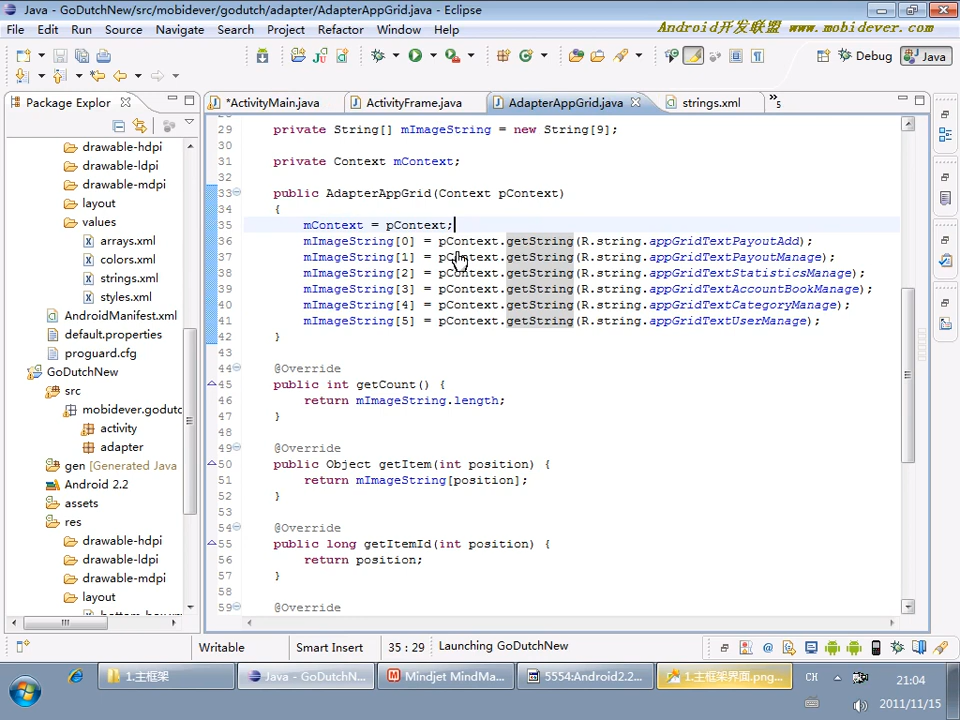 Java - GoDutchNew/src/mobidever/godutch/adapter/AdapterAppGrid.java - Eclipse
File Edit Run Source Navigate Search Project Refactor Window Help
Android开发联盟 www.mobidever.com
Debug Java
Package Explorer
*ActivityMain.java ActivityFrame.java AdapterAppGrid.java strings.xml »5
drawable-hdpi
drawable-ldpi
drawable-mdpi
layout
values
arrays.xml
colors.xml
strings.xml
styles.xml
AndroidManifest.xml
default.properties
proguard.cfg
GoDutchNew
src
mobidever.godutc
activity
adapter
gen [Generated Java
Android 2.2
assets
res
drawable-hdpi
drawable-ldpi
drawable-mdpi
layout
29 private String[] mImageString = new String[9];
30
31 private Context mContext;
32
33 public AdapterAppGrid(Context pContext)
34 {
35 mContext = pContext;
36 mImageString[0] = pContext.getString(R.string.appGridTextPayoutAdd);
37 mImageString[1] = pContext.getString(R.string.appGridTextPayoutManage);
38 mImageString[2] = pContext.getString(R.string.appGridTextStatisticsManage);
39 mImageString[3] = pContext.getString(R.string.appGridTextAccountBookManage);
40 mImageString[4] = pContext.getString(R.string.appGridTextCategoryManage);
41 mImageString[5] = pContext.getString(R.string.appGridTextUserManage);
42 }
43
44 @Override
45 public int getCount() {
46 return mImageString.length;
47 }
48
49 @Override
50 public Object getItem(int position) {
51 return mImageString[position];
52 }
53
54 @Override
55 public long getItemId(int position) {
56 return position;
57 }
58
59 @Override
Writable Smart Insert 35 : 29 Launching GoDutchNew
1.主框架 Java - GoDutchN... Mindjet MindMa... 5554:Android2.2... 1.主框架界面.png... CH 21:04
2011/11/15